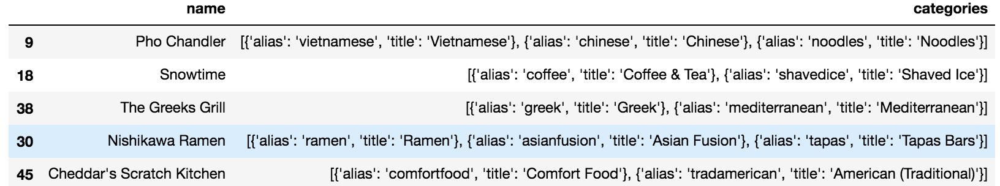 name categories
9 Pho Chandler [{'alias': 'vietnamese', 'title': 'Vietnamese'}, {'alias': 'chinese', 'title': 'Chinese'}, {'alias': 'noodles', 'title': 'Noodles'}]
18 Snowtime [{'alias': 'coffee', 'title': 'Coffee & Tea'}, {'alias': 'shavedice', 'title': 'Shaved Ice'}]
38 The Greeks Grill [{'alias': 'greek', 'title': 'Greek'}, {'alias': 'mediterranean', 'title': 'Mediterranean'}]
30 Nishikawa Ramen [{'alias': 'ramen', 'title': 'Ramen'}, {'alias': 'asianfusion', 'title': 'Asian Fusion'}, {'alias': 'tapas', 'title': 'Tapas Bars'}]
45 Cheddar's Scratch Kitchen [{'alias': 'comfortfood', 'title': 'Comfort Food'}, {'alias': 'tradamerican', 'title': 'American (Traditional)'}]